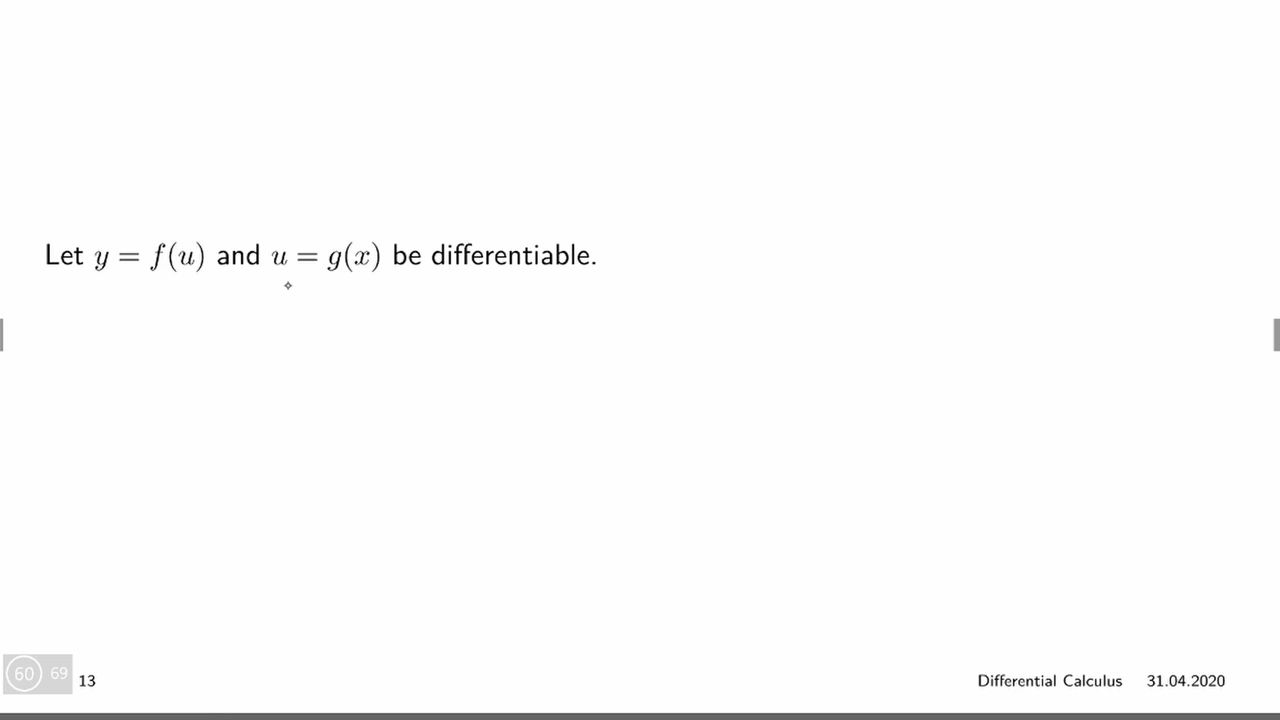 Let y = f(u) and u = g(x) be differentiable.
60 69 13 Differential Calculus 31.04.2020